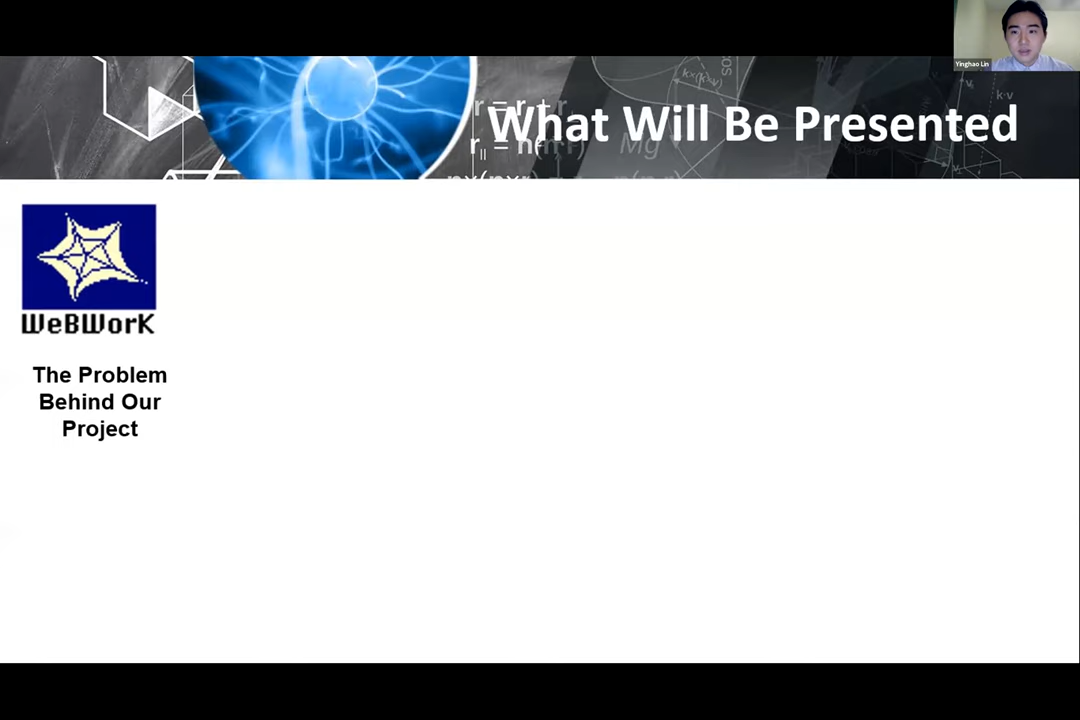 Yinghao Lin
What Will Be Presented
WeBWorK
The Problem
Behind Our
Project